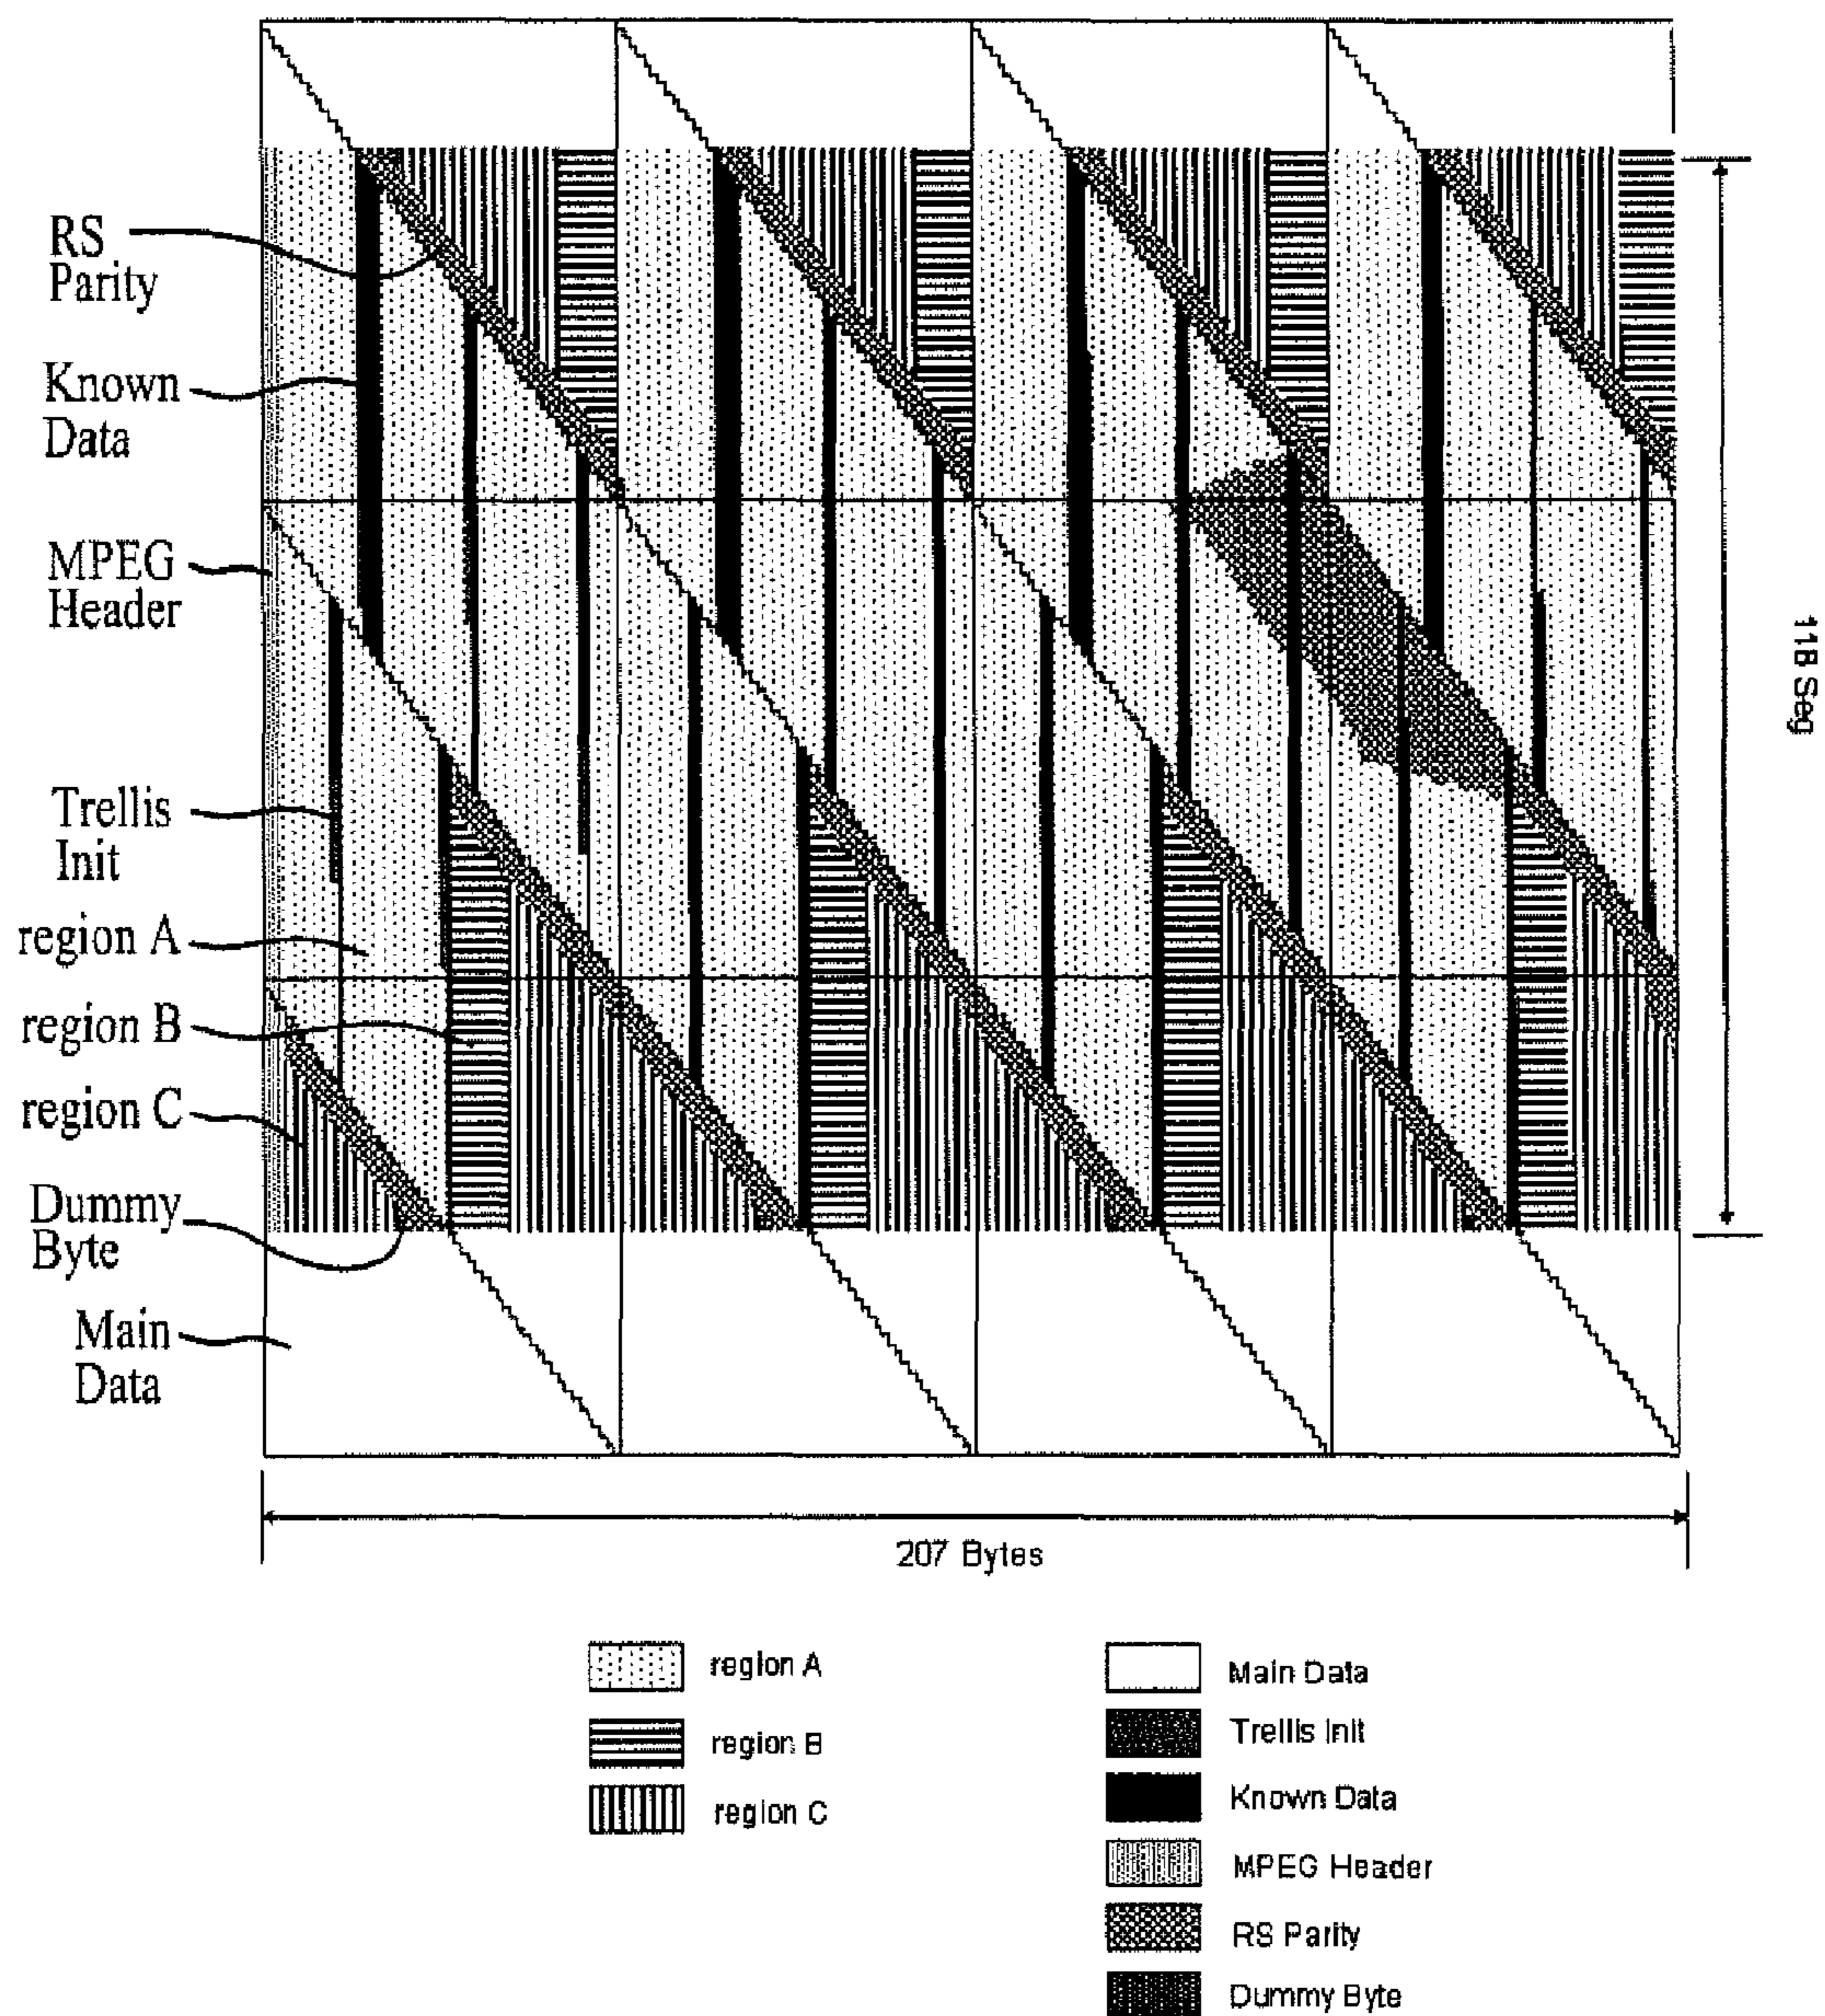 RS
Parity
Known
Data
MPEG
Header
Trellis
Init
region A
region B
region C
Dummy
Byte
Main
Data
118 Seg
207 Bytes
region A
region B
region C
Main Data
Trellis Init
Known Data
MPEG Header
RS Parity
Dummy Byte